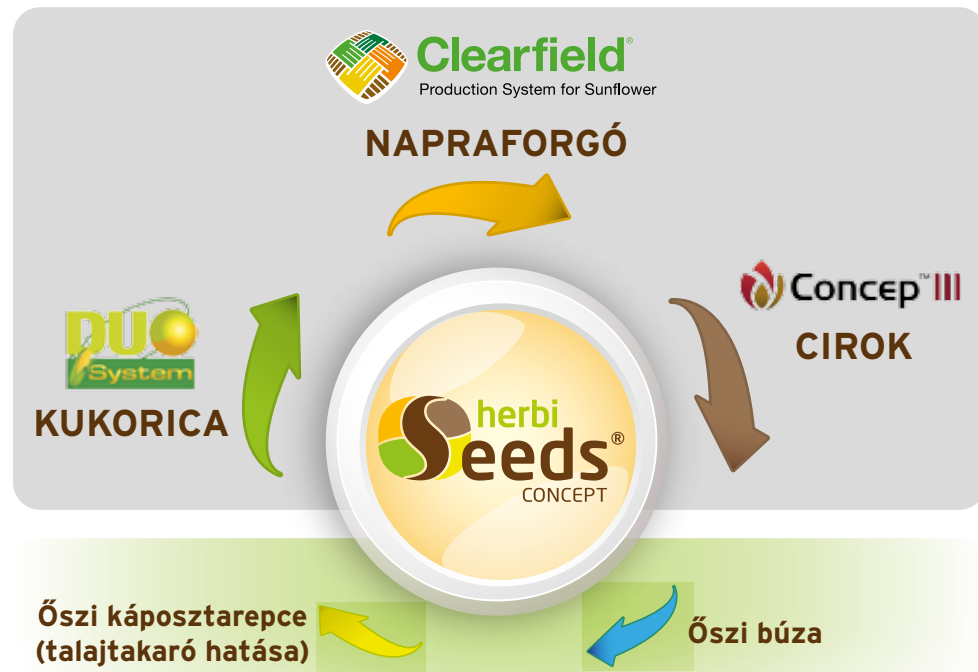 Clearfield®
Production System for Sunflower
NAPRAFORGÓ
Concep™ III
CIROK
DUO
System
KUKORICA
herbi
Seeds®
CONCEPT
Őszi káposztarepce
(talajtakaró hatása)
Őszi búza